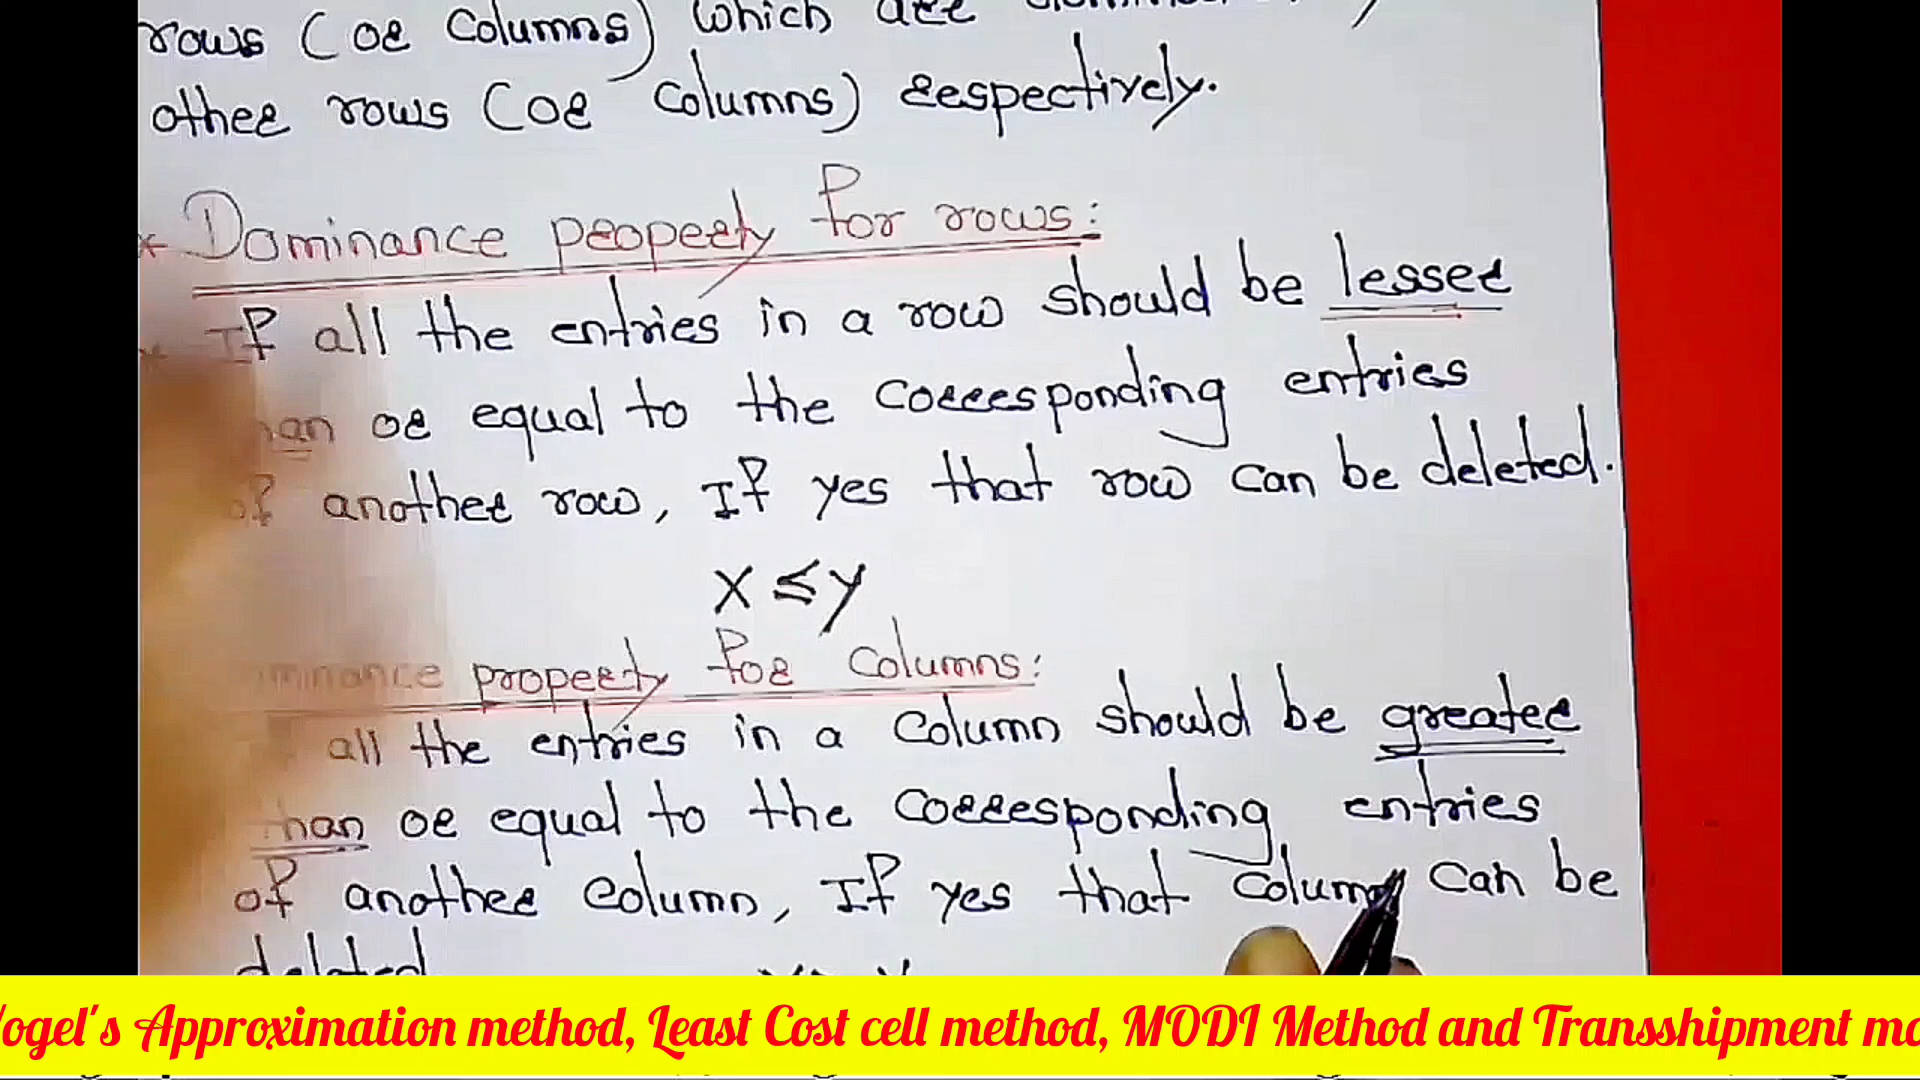 rows (or columns) which are
other rows (or columns) respectively.
* Dominance property for rows:
If all the entries in a row should be lesser
than or equal to the corresponding entries
of another row, If yes that row can be deleted.
X ≤ y
property for columns:
all the entries in a column should be greater
than or equal to the corresponding entries
of another column, If yes that column can be
deleted
Vogel's Approximation method, Least Cost cell method, MODI Method and Transshipment